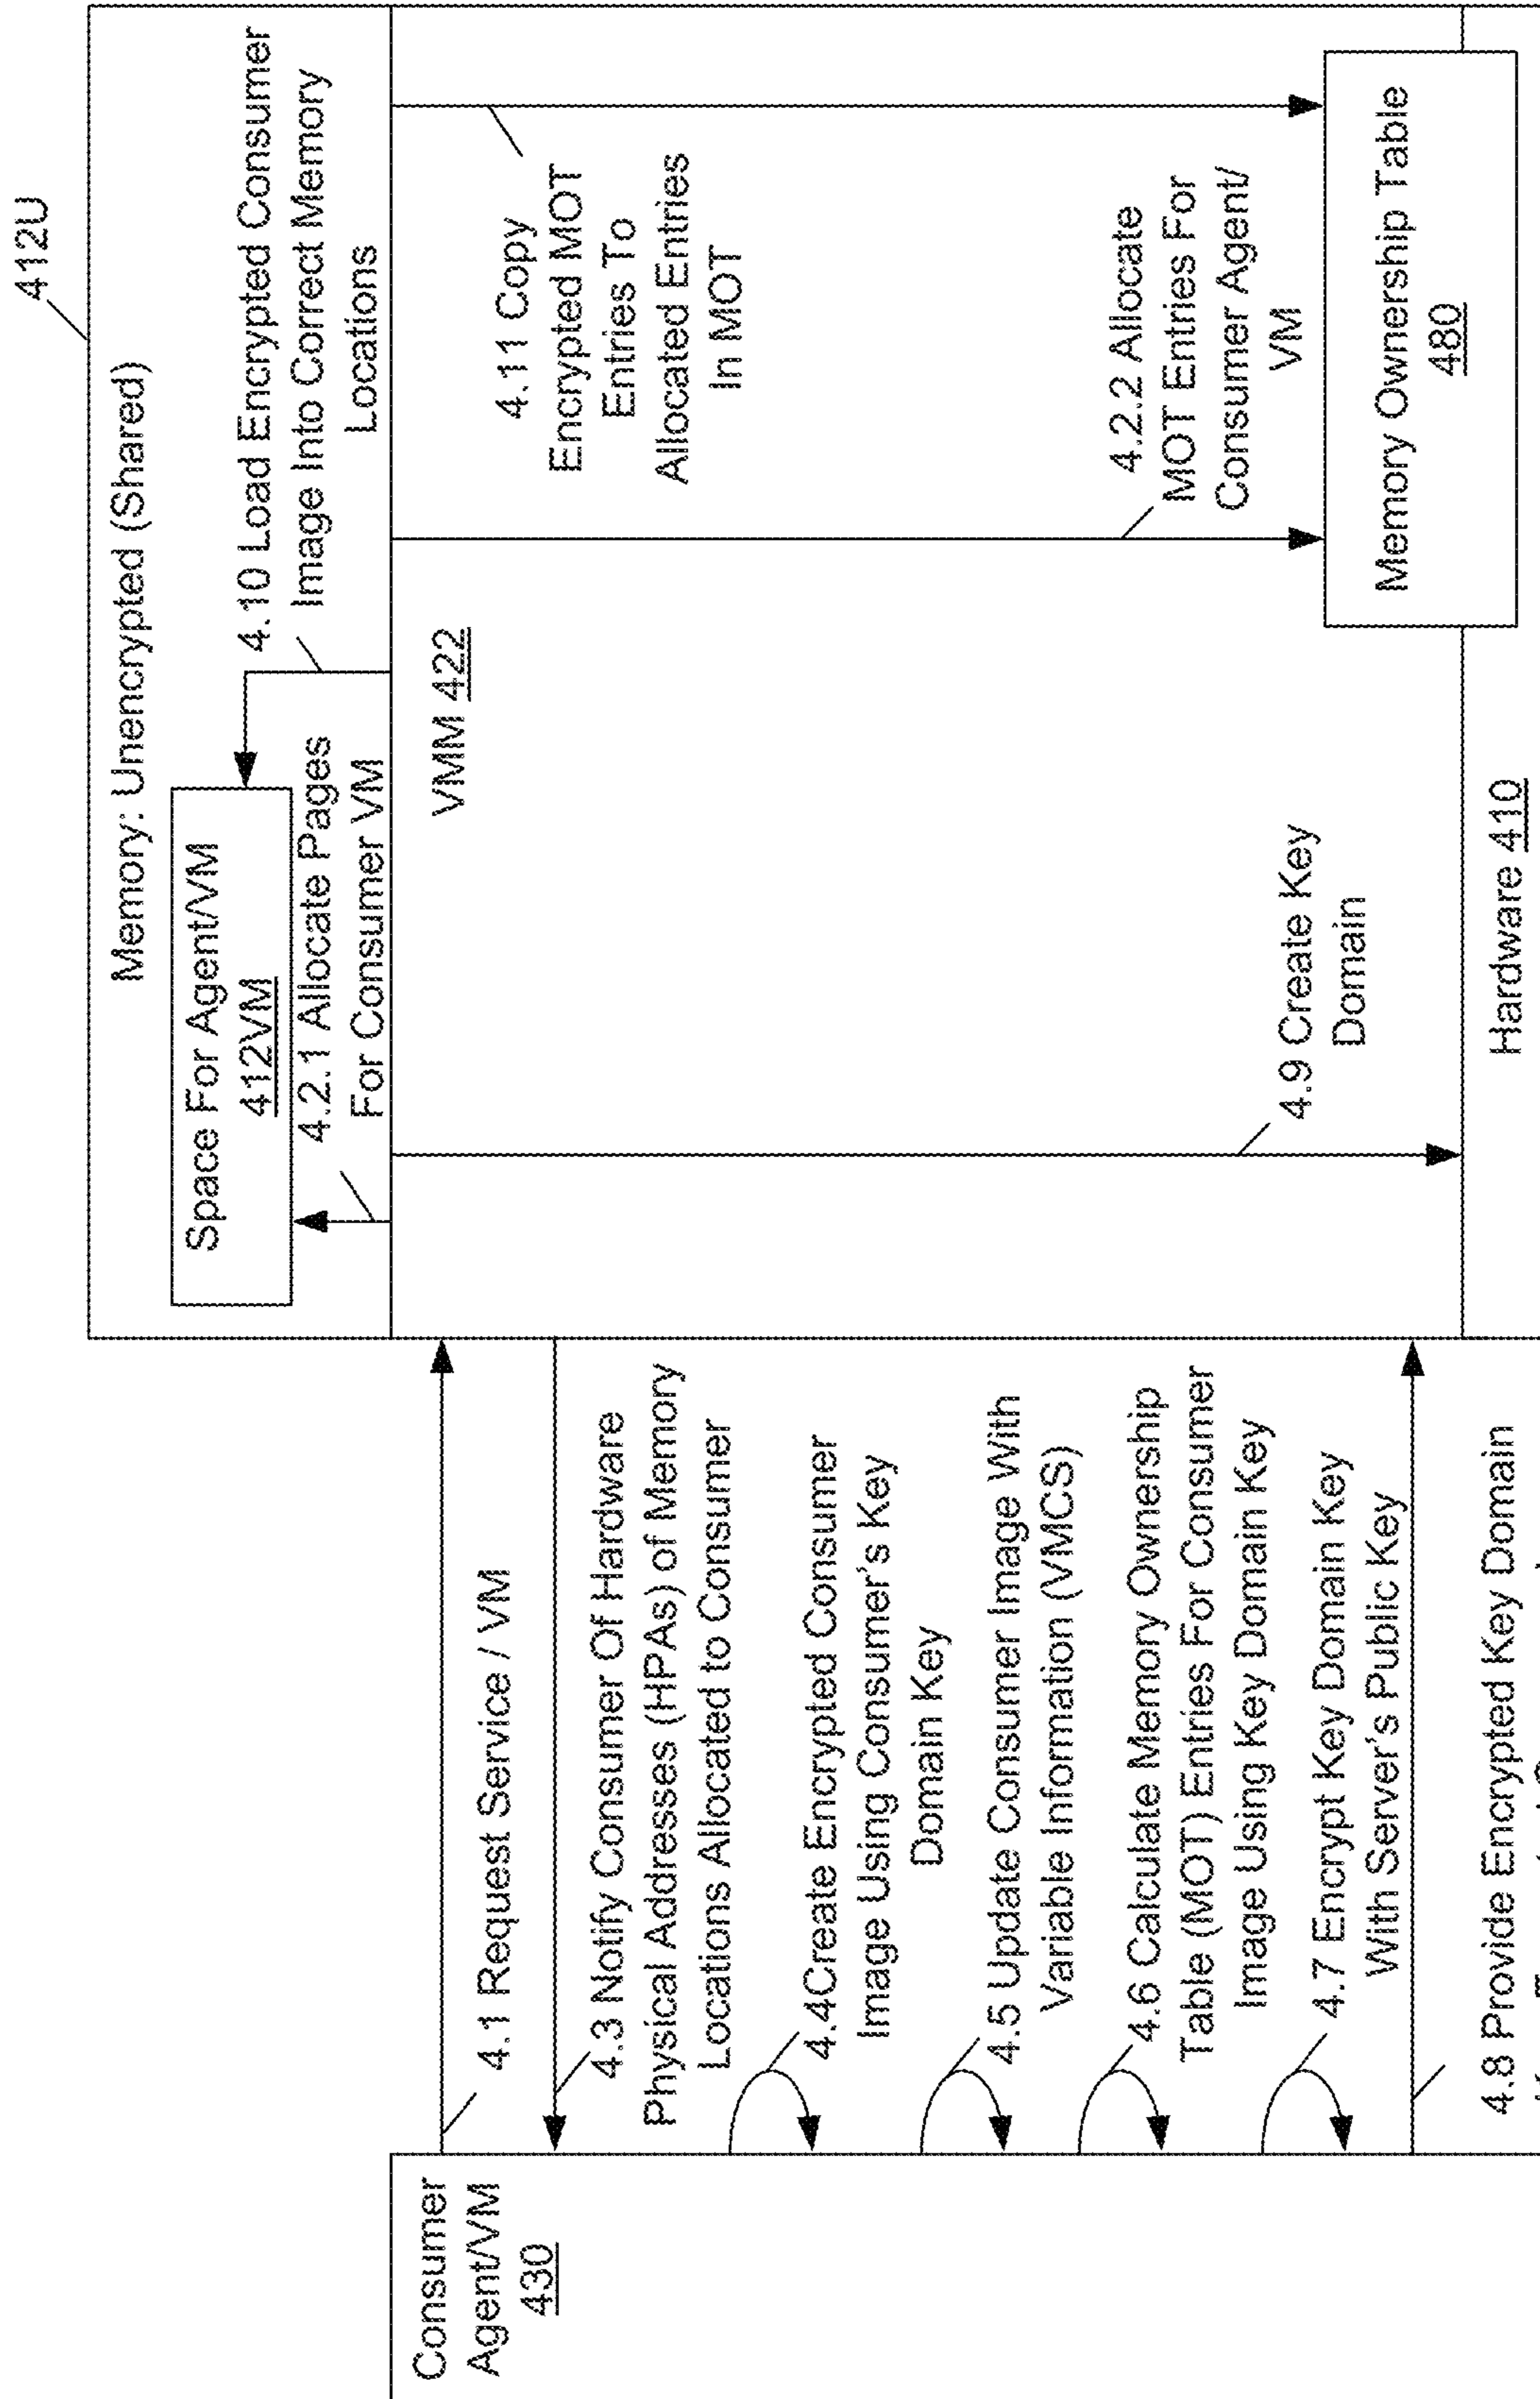 412U
Memory: Unencrypted (Shared)
Space For Agent/VM
412VM
4.2.1 Allocate Pages
For Consumer VM
4.10 Load Encrypted Consumer
Image Into Correct Memory
Locations
Consumer
Agent/VM
430
4.1 Request Service / VM
4.3 Notify Consumer Of Hardware
Physical Addresses (HPAs) of Memory
Locations Allocated to Consumer
4.4Create Encrypted Consumer
Image Using Consumer's Key
Domain Key
4.5 Update Consumer Image With
Variable Information (VMCS)
4.6 Calculate Memory Ownership
Table (MOT) Entries For Consumer
Image Using Key Domain Key
4.7 Encrypt Key Domain Key
With Server's Public Key
4.8 Provide Encrypted Key Domain
VMM 422
4.11 Copy
Encrypted MOT
Entries To
Allocated Entries
In MOT
4.2.2 Allocate
MOT Entries For
Consumer Agent/
VM
4.9 Create Key
Domain
Memory Ownership Table
480
Hardware 410